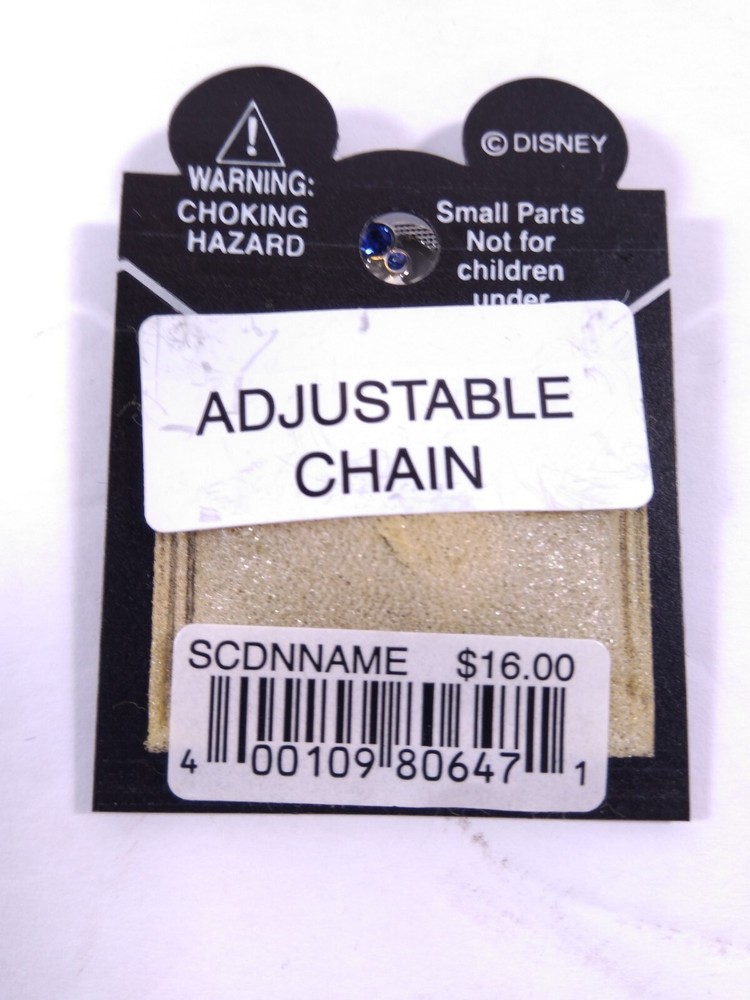 WARNING:
CHOKING
HAZARD
© DISNEY
Small Parts
Not for
children
under
ADJUSTABLE
CHAIN
SCDNNAME $16.00
4 00109 80647 1